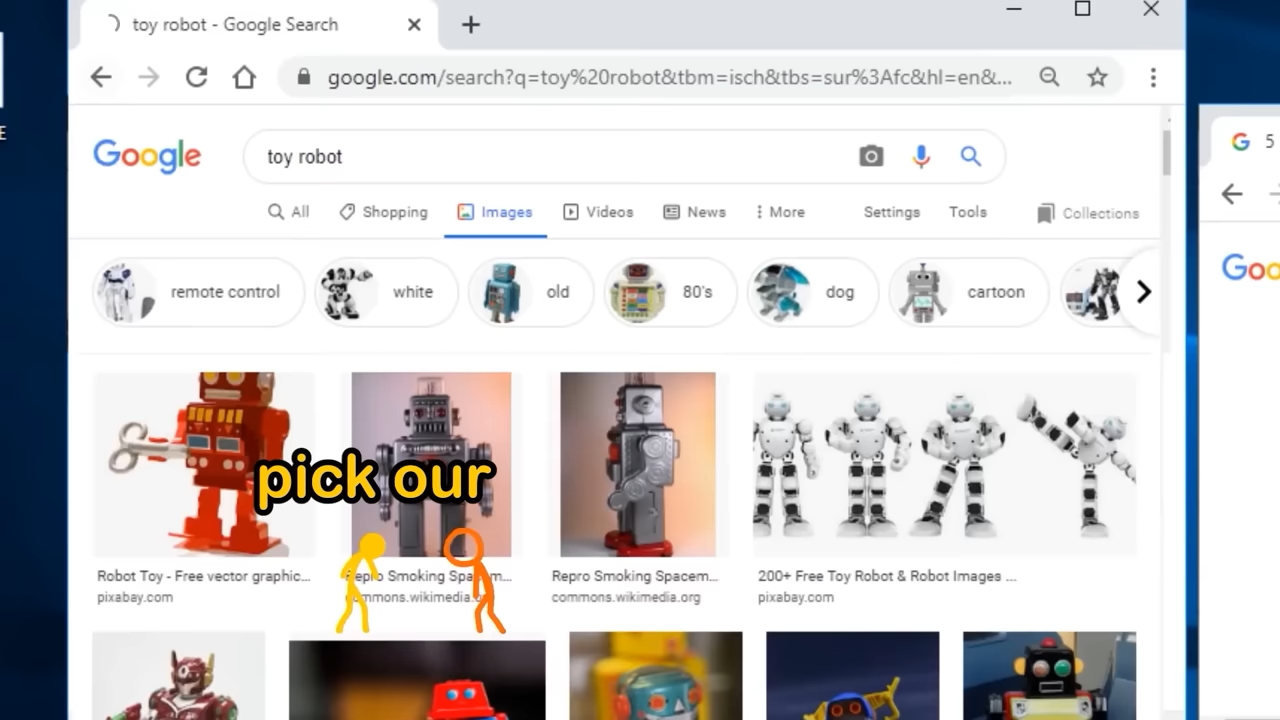 toy robot - Google Search
google.com/search?q=toy%20robot&tbm=isch&tbs=sur%3Afc&hl=en&...
Google
toy robot
All Shopping Images Videos News More Settings Tools Collections
remote control white old 80's dog cartoon
pick our
Robot Toy - Free vector graphic...
pixabay.com
Repro Smoking Spacem...
commons.wikimedia.o
Repro Smoking Spacem...
commons.wikimedia.org
200+ Free Toy Robot & Robot Images ...
pixabay.com
E
5
Goo